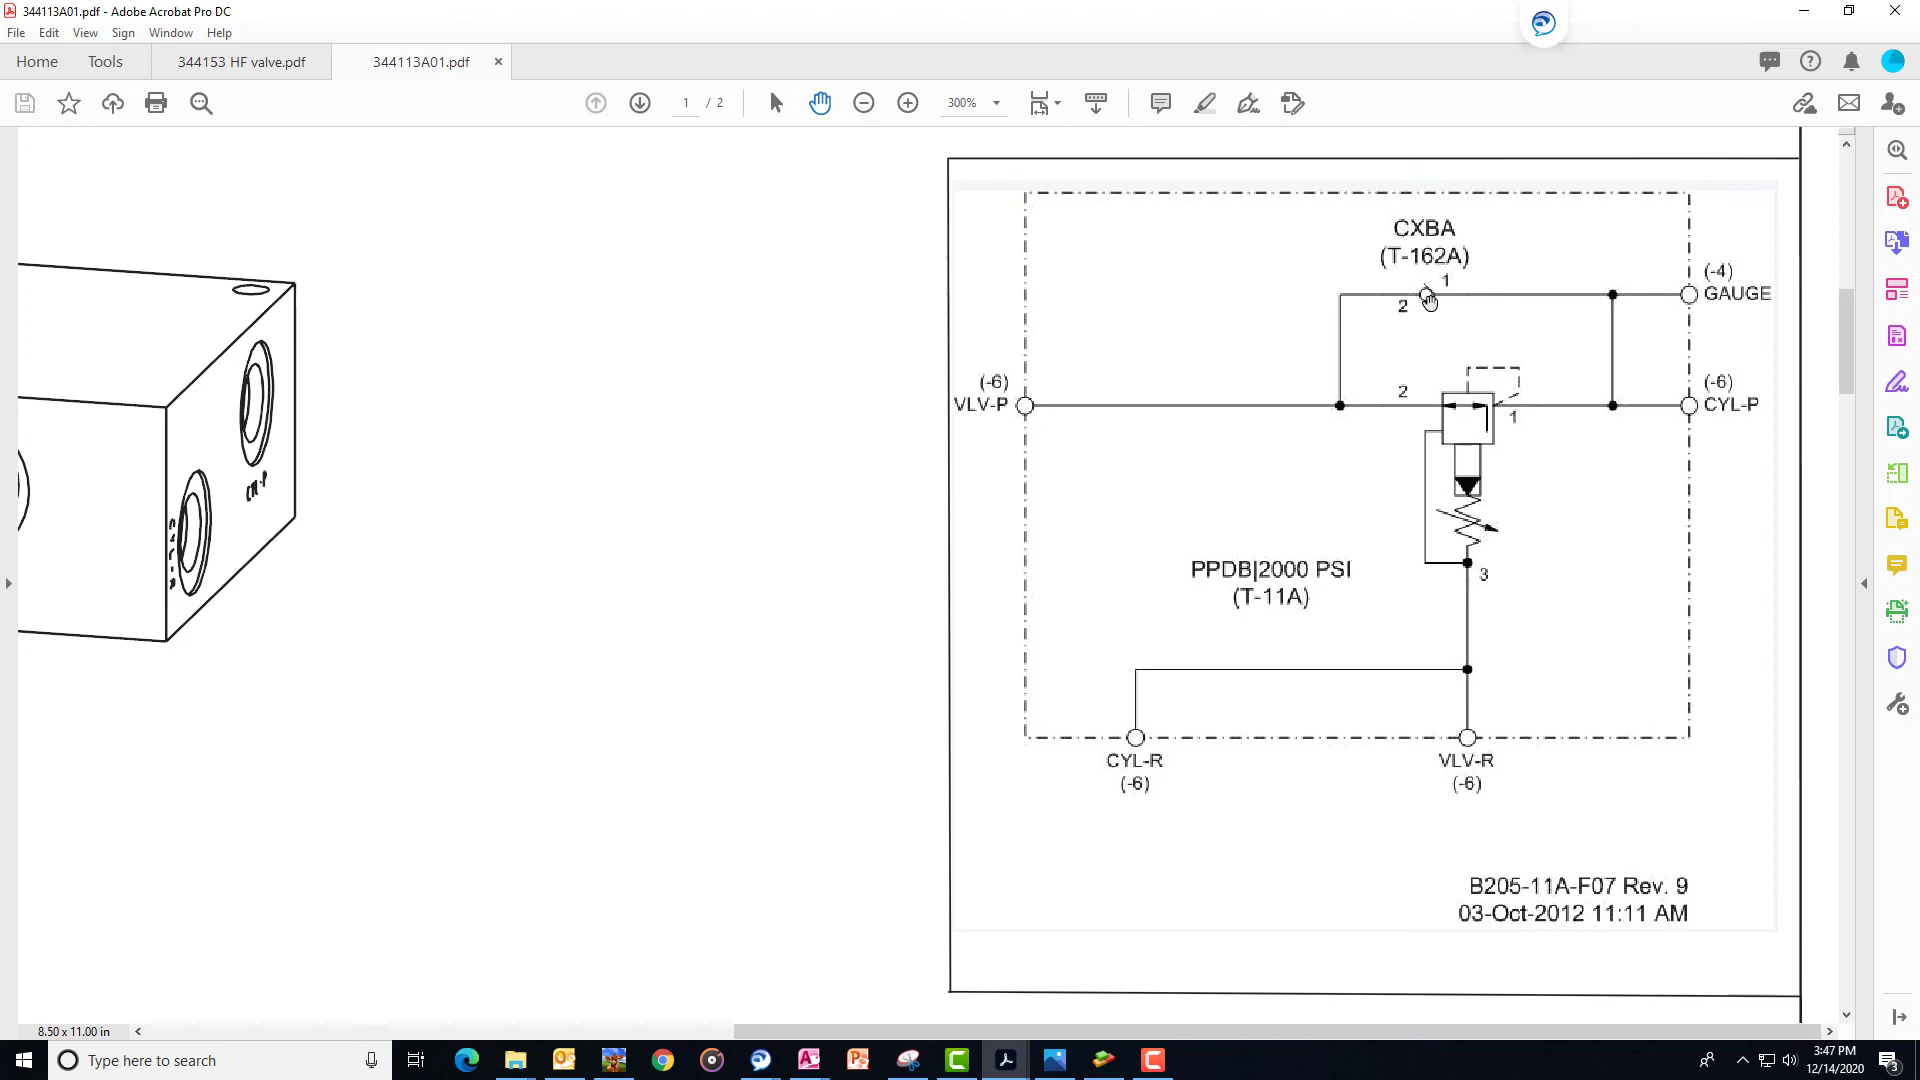 344113A01.pdf - Adobe Acrobat Pro DC
File Edit View Sign Window Help
Home Tools 344153 HF valve.pdf 344113A01.pdf ×
1 / 2 300%
CXBA
(T-162A)
1
2
(-4)
GAUGE
(-6)
VLV-P
2
1
(-6)
CYL-P
PPDB|2000 PSI
(T-11A)
3
CYL-R
(-6)
VLV-R
(-6)
B205-11A-F07 Rev. 9
03-Oct-2012 11:11 AM
8.50 x 11.00 in
Type here to search
3:47 PM
12/14/2020
3